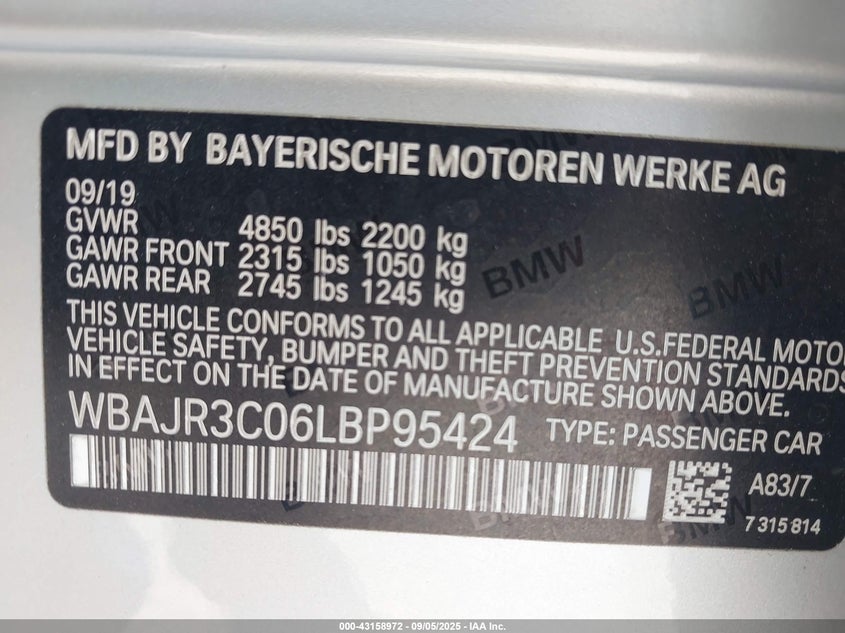 MFD BY BAYERISCHE MOTOREN WERKE AG
09/19
GVWR 4850 lbs 2200 kg
GAWR FRONT 2315 lbs 1050 kg
GAWR REAR 2745 lbs 1245 kg
THIS VEHICLE CONFORMS TO ALL APPLICABLE U.S.FEDERAL MOTO
VEHICLE SAFETY, BUMPER AND THEFT PREVENTION STANDARDS
IN EFFECT ON THE DATE OF MANUFACTURE SHOWN ABOVE.
WBAJR3C06LBP95424 TYPE: PASSENGER CAR
A83/7
7 315 814
BMW
BMW
000-43158972 - 09/05/2025 - IAA Inc.